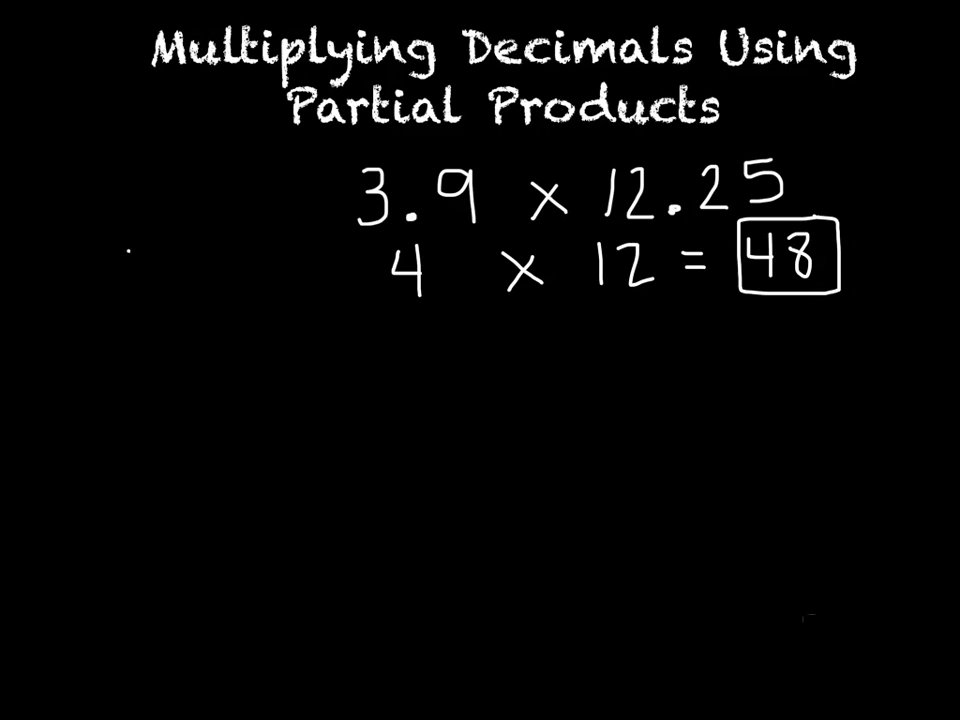 Multiplying Decimals Using
Partial Products
3.9 x 12.25
4 x 12 = 48